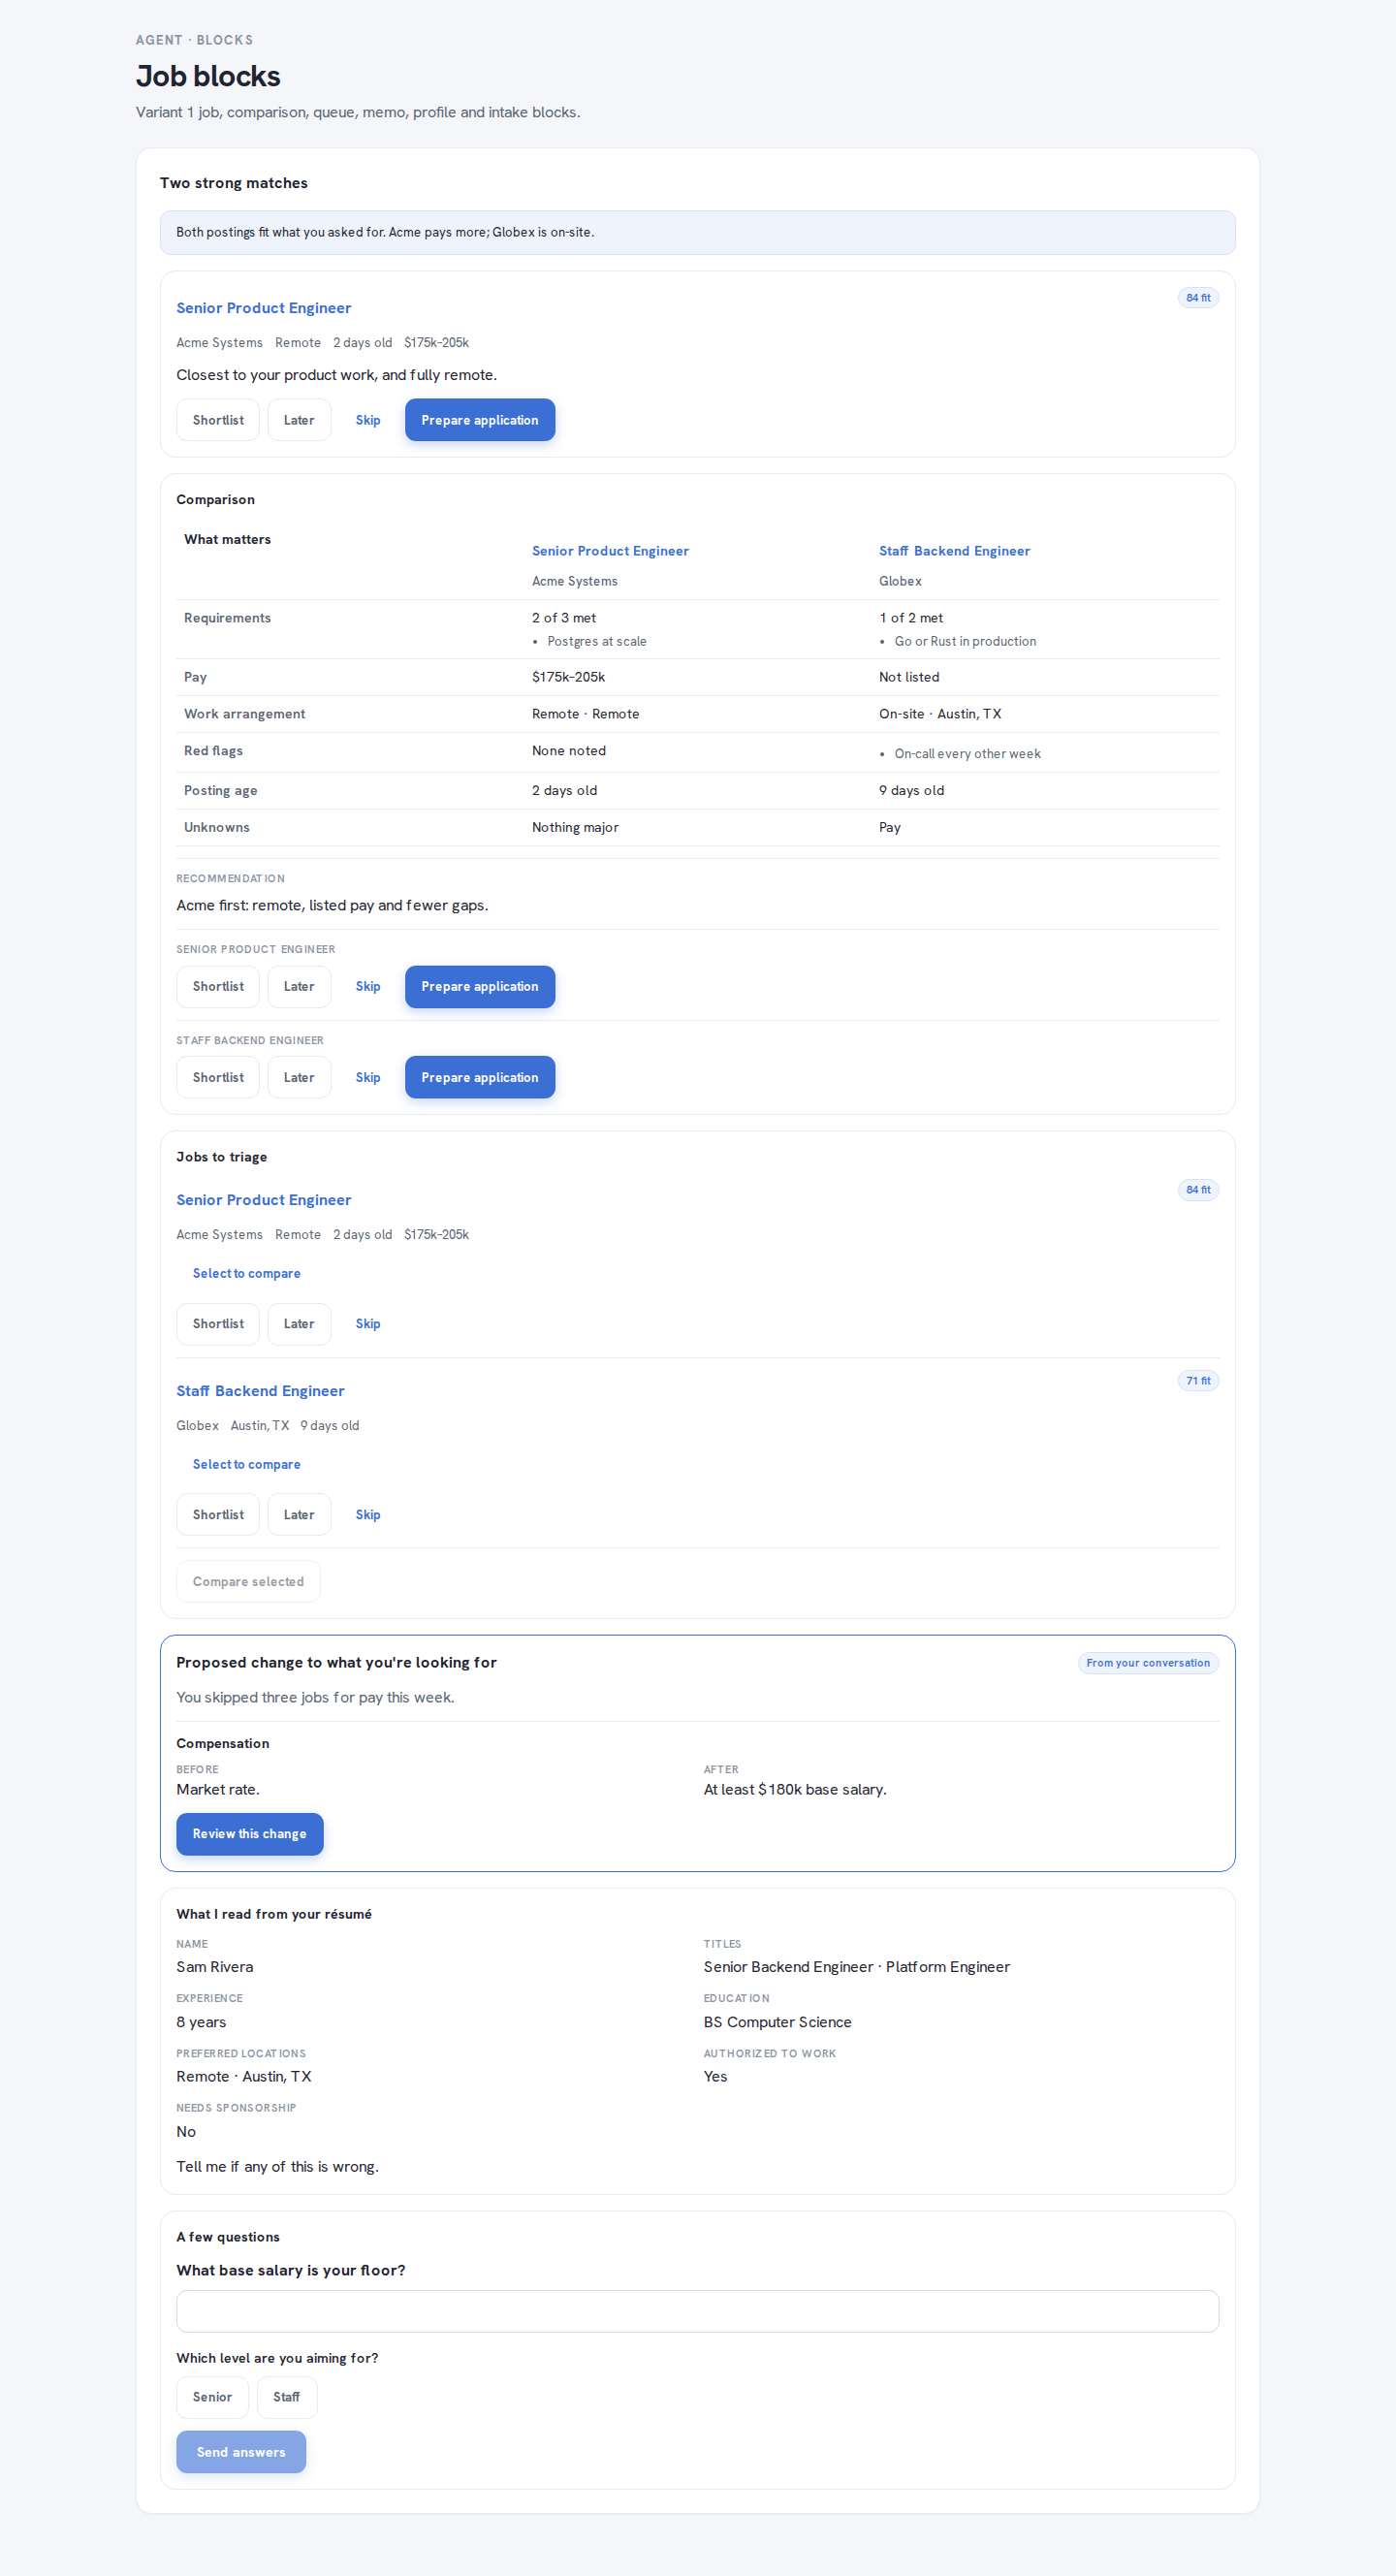 AGENT · BLOCKS
Job blocks
Variant 1 job, comparison, queue, memo, profile and intake blocks.
Two strong matches
Both postings fit what you asked for. Acme pays more; Globex is on-site.
Senior Product Engineer
84 fit
Acme Systems Remote 2 days old $175k–205k
Closest to your product work, and fully remote.
Shortlist Later Skip Prepare application
Comparison
What matters
Senior Product Engineer Staff Backend Engineer
Acme Systems Globex
Requirements 2 of 3 met 1 of 2 met
• Postgres at scale • Go or Rust in production
Pay $175k–205k Not listed
Work arrangement Remote · Remote On-site · Austin, TX
Red flags None noted • On-call every other week
Posting age 2 days old 9 days old
Unknowns Nothing major Pay
RECOMMENDATION
Acme first: remote, listed pay and fewer gaps.
SENIOR PRODUCT ENGINEER
Shortlist Later Skip Prepare application
STAFF BACKEND ENGINEER
Shortlist Later Skip Prepare application
Jobs to triage
Senior Product Engineer
84 fit
Acme Systems Remote 2 days old $175k–205k
Select to compare
Shortlist Later Skip
Staff Backend Engineer
71 fit
Globex Austin, TX 9 days old
Select to compare
Shortlist Later Skip
Compare selected
Proposed change to what you're looking for
From your conversation
You skipped three jobs for pay this week.
Compensation
BEFORE AFTER
Market rate. At least $180k base salary.
Review this change
What I read from your résumé
NAME TITLES
Sam Rivera Senior Backend Engineer · Platform Engineer
EXPERIENCE EDUCATION
8 years BS Computer Science
PREFERRED LOCATIONS AUTHORIZED TO WORK
Remote · Austin, TX Yes
NEEDS SPONSORSHIP
No
Tell me if any of this is wrong.
A few questions
What base salary is your floor?
Which level are you aiming for?
Senior Staff
Send answers